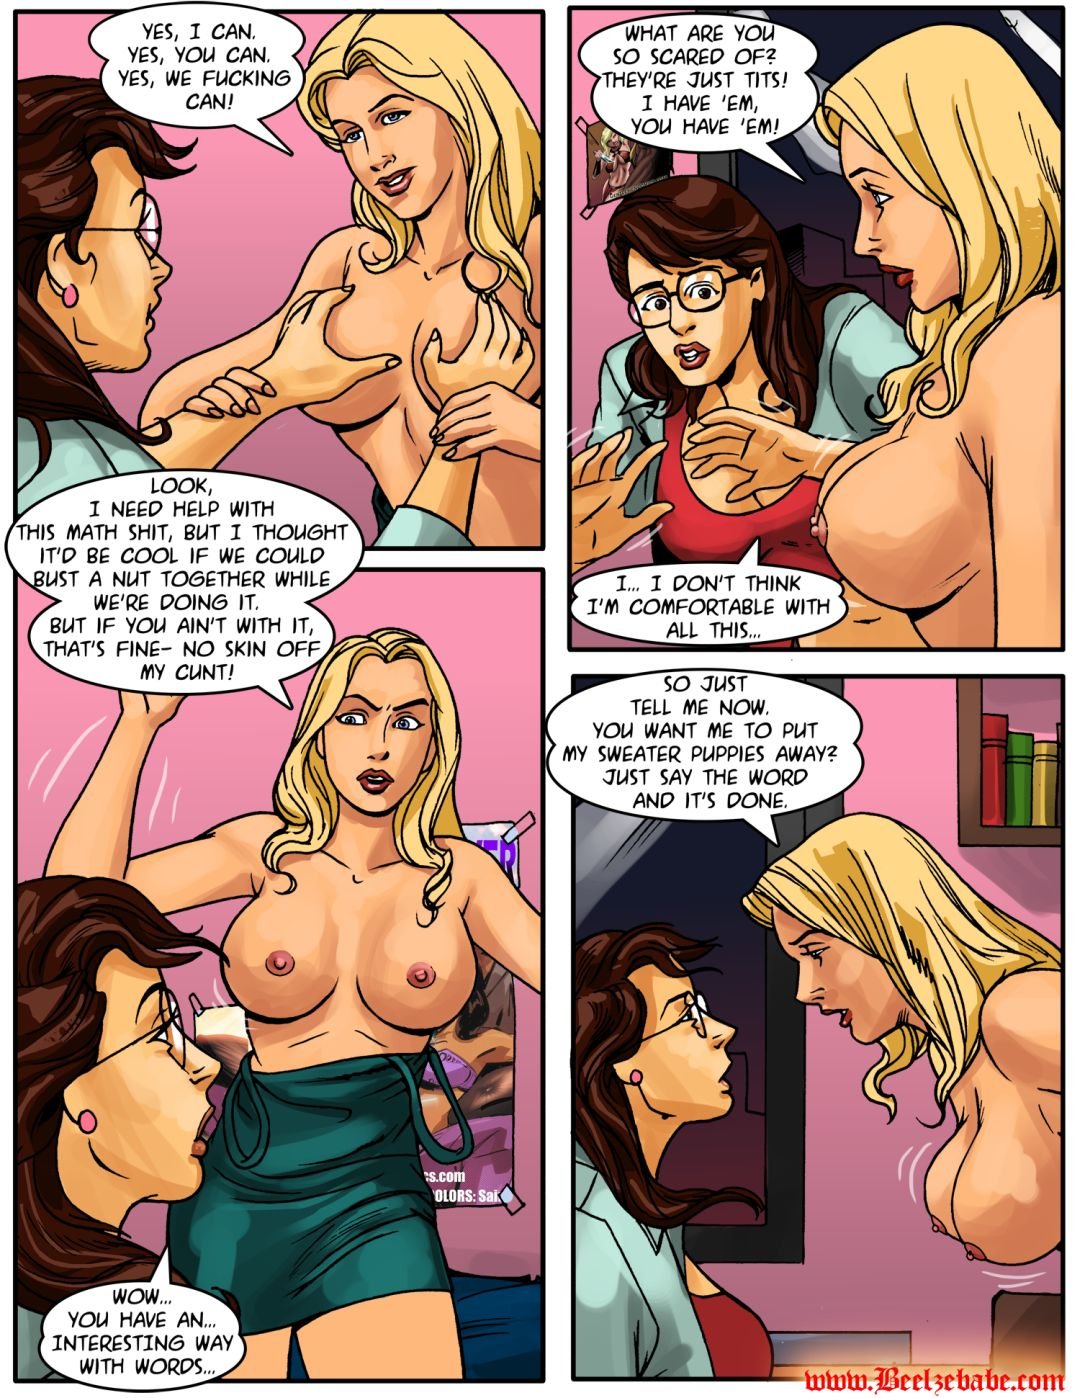 YES, I CAN.
YES, YOU CAN.
YES, WE FUCKING
CAN!
WHAT ARE YOU
SO SCARED OF?
THEY'RE JUST TITS!
I HAVE 'EM,
YOU HAVE 'EM!
I... I DON'T THINK
I'M COMFORTABLE WITH
ALL THIS...
LOOK,
I NEED HELP WITH
THIS MATH SHIT, BUT I THOUGHT
IT'D BE COOL IF WE COULD
BUST A NUT TOGETHER WHILE
WE'RE DOING IT.
BUT IF YOU AIN'T WITH IT,
THAT'S FINE- NO SKIN OFF
MY CUNT!
cs.com
OLORS: Sai
WOW...
YOU HAVE AN...
INTERESTING WAY
WITH WORDS...
SO JUST
TELL ME NOW.
YOU WANT ME TO PUT
MY SWEATER PUPPIES AWAY?
JUST SAY THE WORD
AND IT'S DONE.
www.Beelzebabe.com